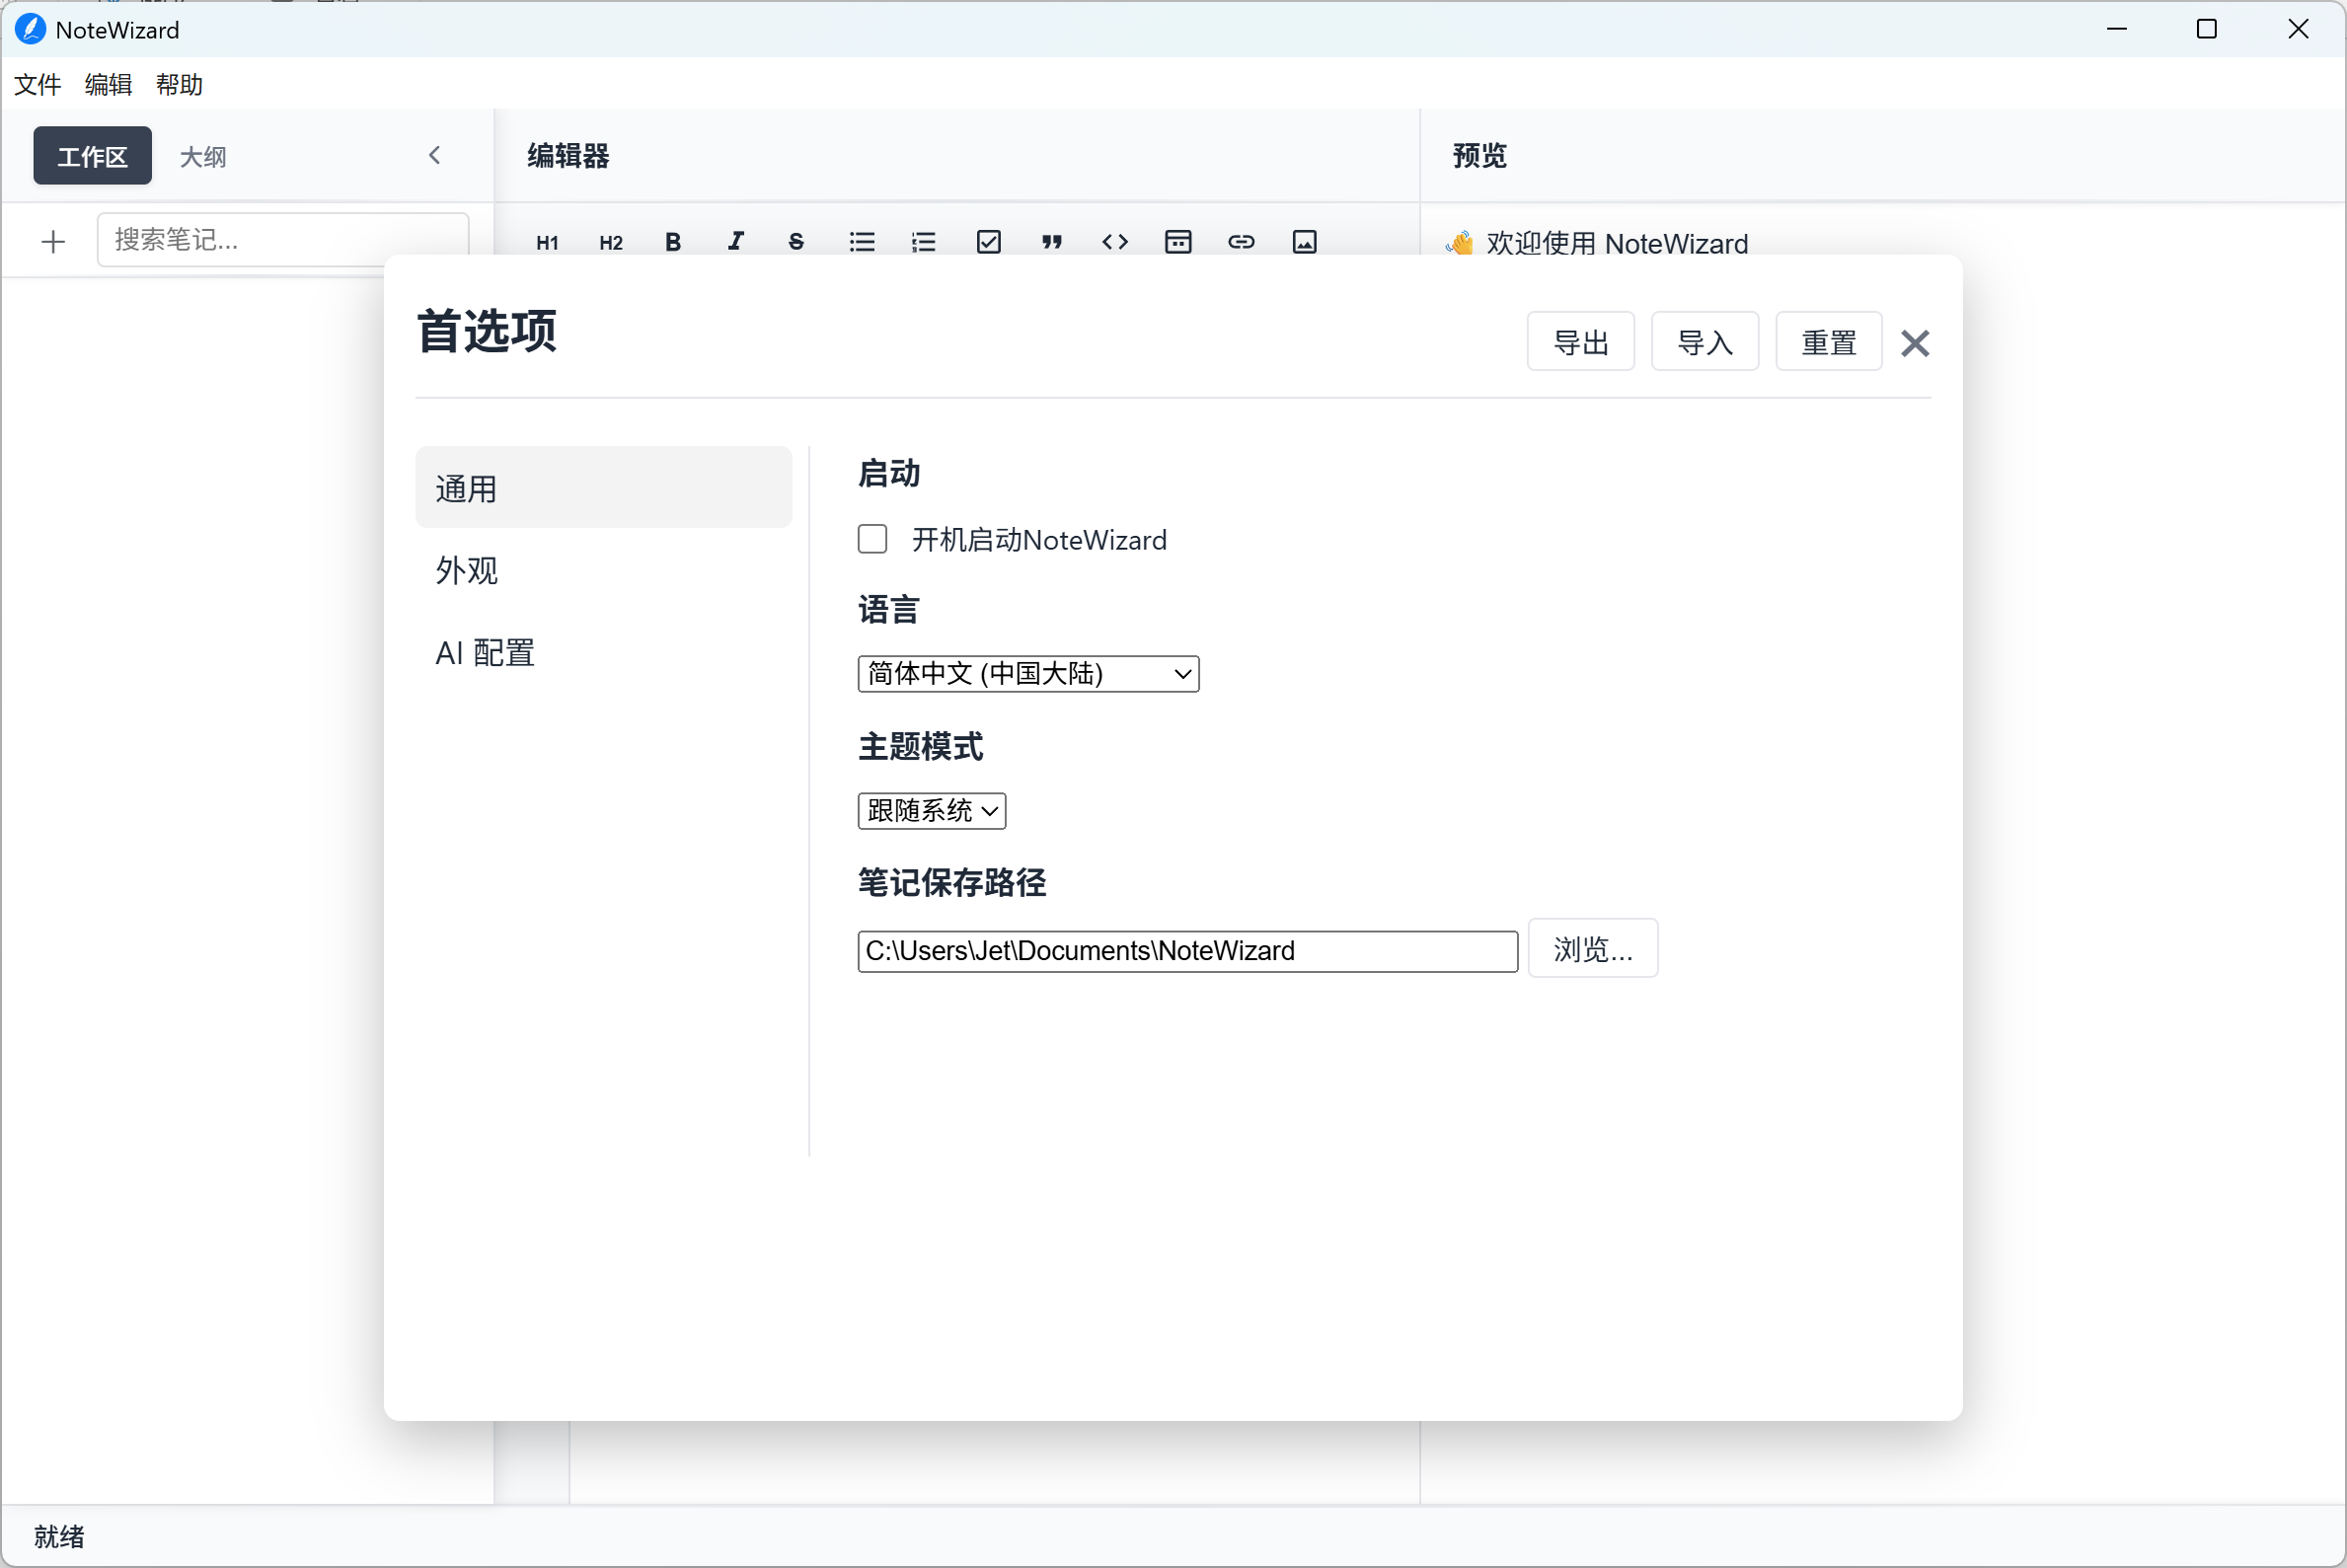 NoteWizard
文件 编辑 帮助
工作区 大纲
编辑器
预览
搜索笔记...
H1 H2 B I S
👋 欢迎使用 NoteWizard
首选项
导出 导入 重置
通用
外观
AI 配置
启动
开机启动NoteWizard
语言
简体中文 (中国大陆)
主题模式
跟随系统
笔记保存路径
C:\Users\Jet\Documents\NoteWizard
浏览...
就绪